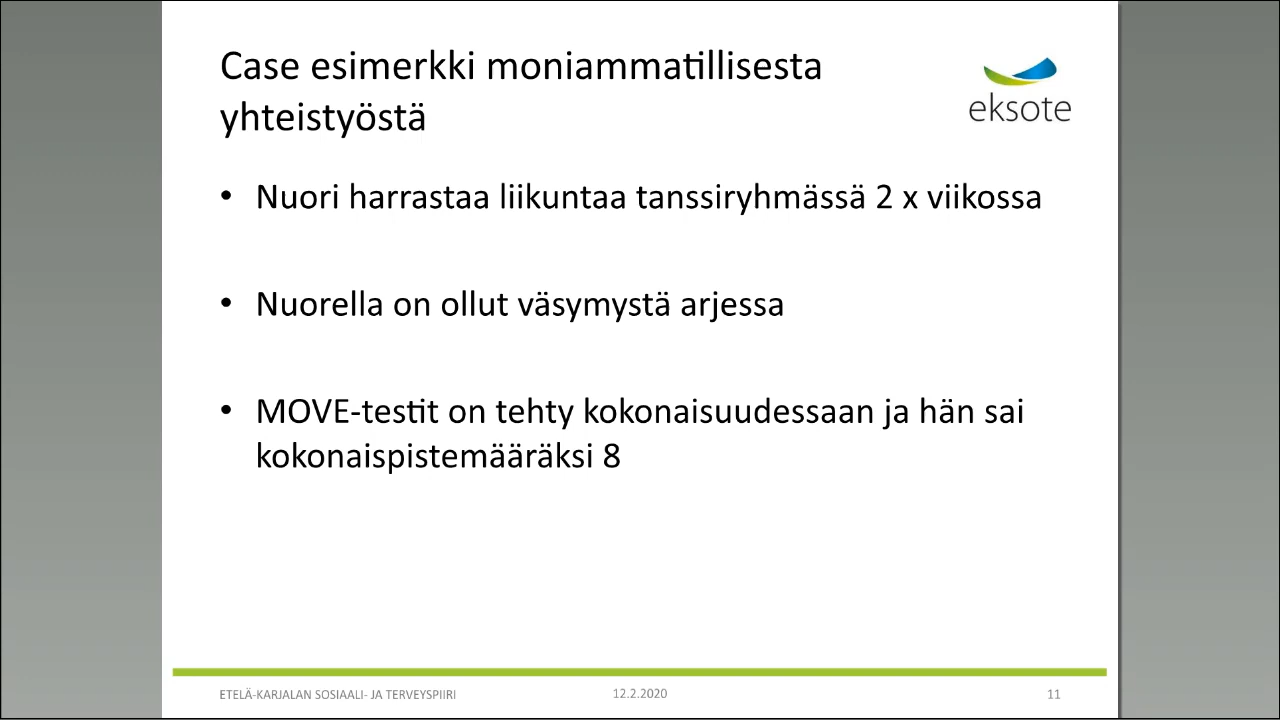 Case esimerkki moniammatillisesta
yhteistyöstä
eksote
• Nuori harrastaa liikuntaa tanssiryhmässä 2 x viikossa
• Nuorella on ollut väsymystä arjessa
• MOVE-testit on tehty kokonaisuudessaan ja hän sai
kokonaispistemääräksi 8
ETELÄ-KARJALAN SOSIAALI- JA TERVEYSPIIRI
12.2.2020
11